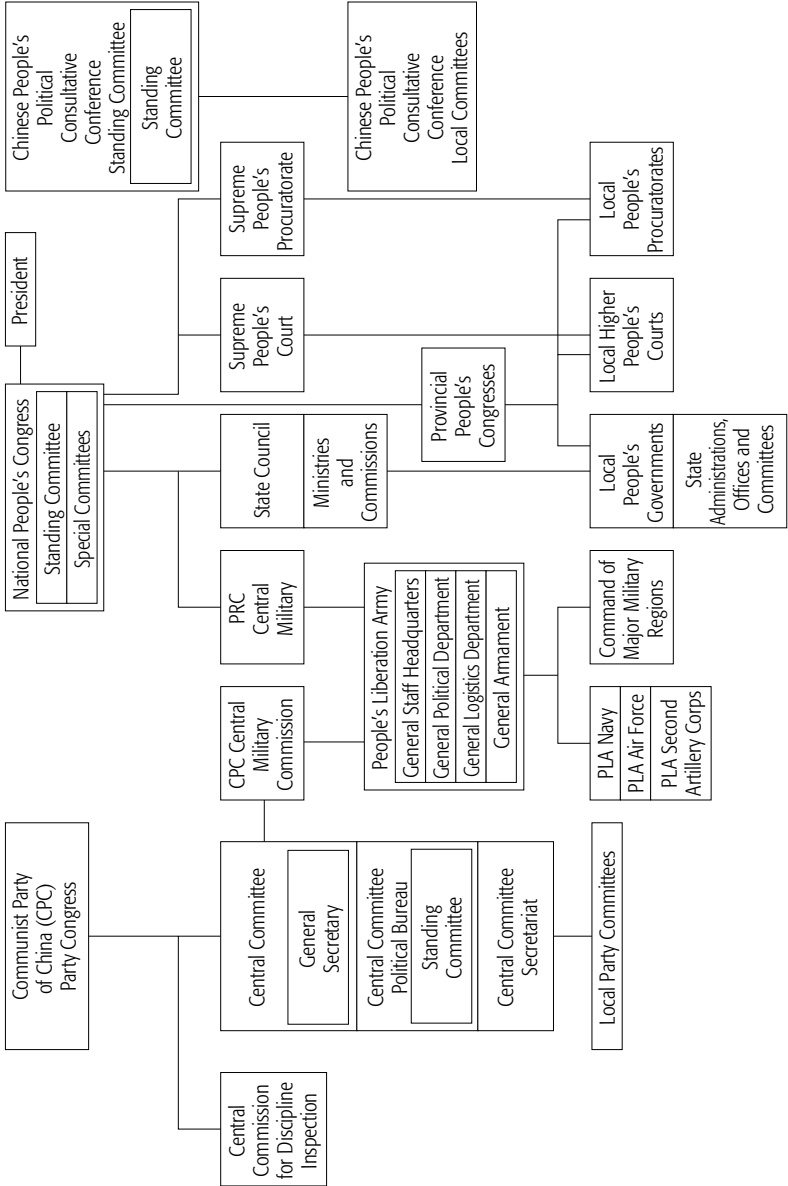 Communist Party
of China (CPC)
Party Congress
Central
Commission
for Discipline
Inspection
Central Committee
General
Secretary
Central Committee
Political Bureau
Standing
Committee
Central Committee
Secretariat
Local Party Committees
CPC Central
Military
Commission
PRC
Central
Military
People's Liberation Army
General Staff Headquarters
General Political Department
General Logistics Department
General Armament
PLA Navy
PLA Air Force
PLA Second
Artillery Corps
Command of
Major Military
Regions
National People's Congress
Standing Committee
Special Committees
President
State Council
Ministries
and
Commissions
Provincial
People's
Congresses
Supreme
People's
Court
Supreme
People's
Procuratorate
Local
People's
Governments
State
Administrations,
Offices and
Committees
Local Higher
People's
Courts
Local
People's
Procuratorates
Chinese People's
Political
Consultative
Conference
Standing Committee
Standing
Committee
Chinese People's
Political
Consultative
Conference
Local Committees